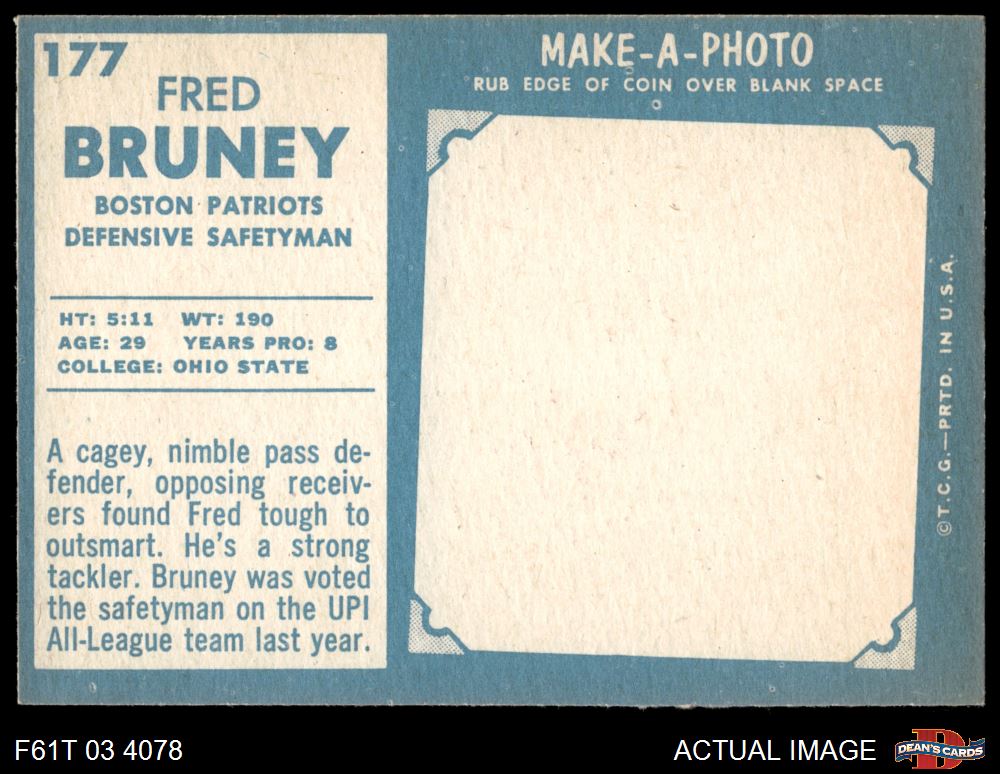 177
FRED
BRUNEY
BOSTON PATRIOTS
DEFENSIVE SAFETYMAN
HT: 5:11 WT: 190
AGE: 29 YEARS PRO: 8
COLLEGE: OHIO STATE
A cagey, nimble pass de-
fender, opposing receiv-
ers found Fred tough to
outsmart. He's a strong
tackler. Bruney was voted
the safetyman on the UPI
All-League team last year.
MAKE-A-PHOTO
RUB EDGE OF COIN OVER BLANK SPACE
©T.C.G.—PRTD. IN U.S.A.
F61T 03 4078
ACTUAL IMAGE
D
DEAN'S CARDS